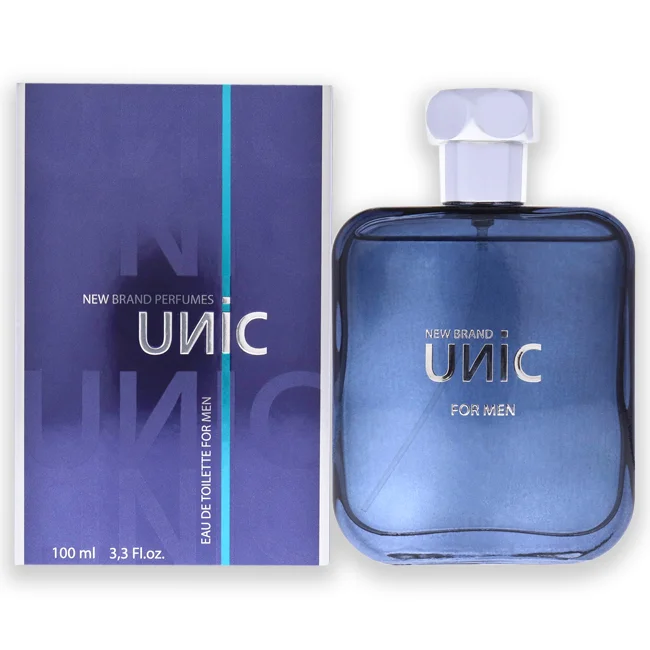 NEW BRAND PERFUMES
UNiC
EAU DE TOILETTE FOR MEN
100 ml 3,3 Fl.oz.
N
UNiC
N
NEW BRAND
UNiC
FOR MEN